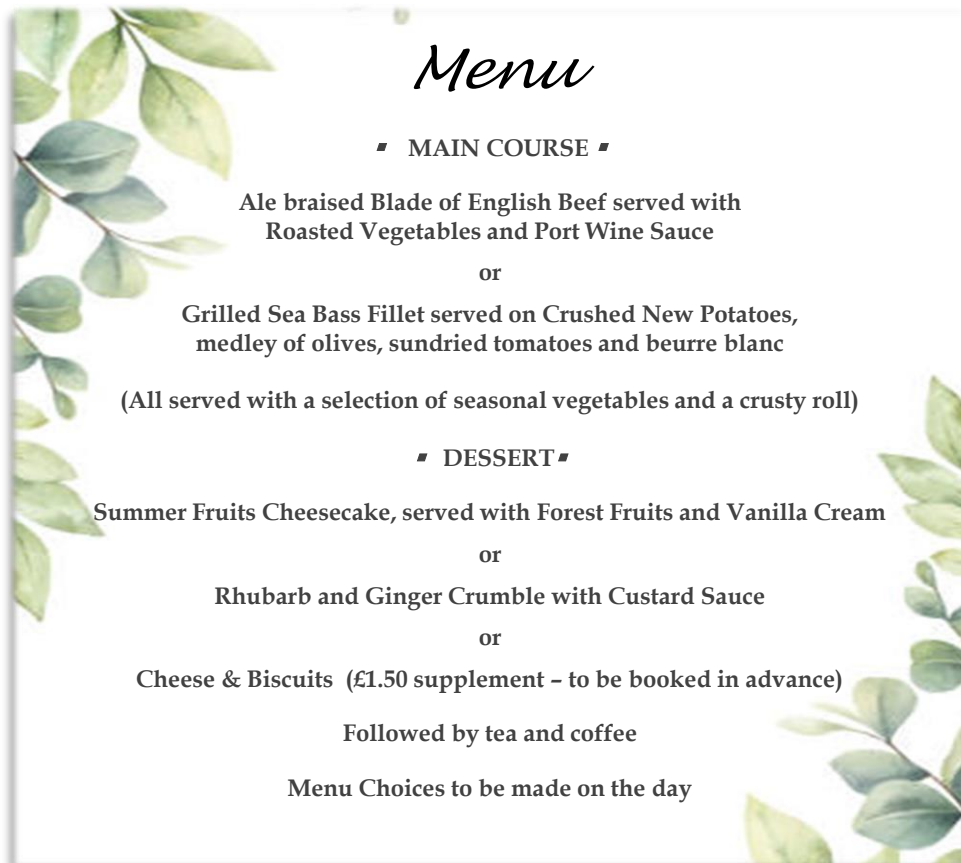 Menu
▪ MAIN COURSE ▪
Ale braised Blade of English Beef served with
Roasted Vegetables and Port Wine Sauce
or
Grilled Sea Bass Fillet served on Crushed New Potatoes,
medley of olives, sundried tomatoes and beurre blanc
(All served with a selection of seasonal vegetables and a crusty roll)
▪ DESSERT▪
Summer Fruits Cheesecake, served with Forest Fruits and Vanilla Cream
or
Rhubarb and Ginger Crumble with Custard Sauce
or
Cheese & Biscuits (£1.50 supplement – to be booked in advance)
Followed by tea and coffee
Menu Choices to be made on the day